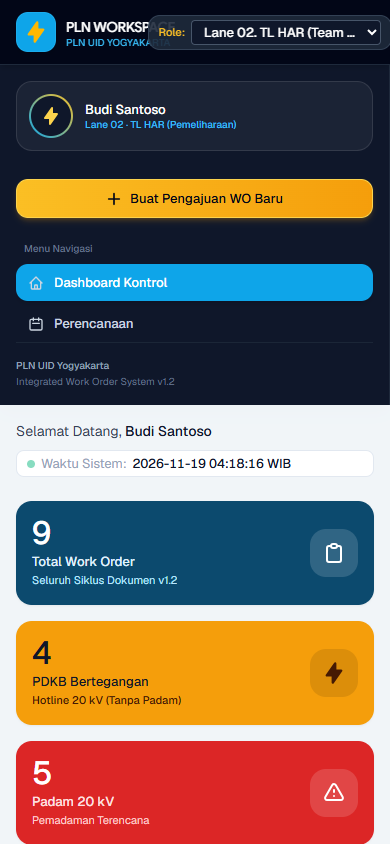 PLN WORKSPACE
PLN UID YOGYAKARTA
Role:
Lane 02. TL HAR (Team ...
Budi Santoso
Lane 02 · TL HAR (Pemeliharaan)
Buat Pengajuan WO Baru
Menu Navigasi
Dashboard Kontrol
Perencanaan
PLN UID Yogyakarta
Integrated Work Order System v1.2
Selamat Datang, Budi Santoso
Waktu Sistem: 2026-11-19 04:18:16 WIB
9
Total Work Order
Seluruh Siklus Dokumen v1.2
4
PDKB Bertegangan
Hotline 20 kV (Tanpa Padam)
5
Padam 20 kV
Pemadaman Terencana